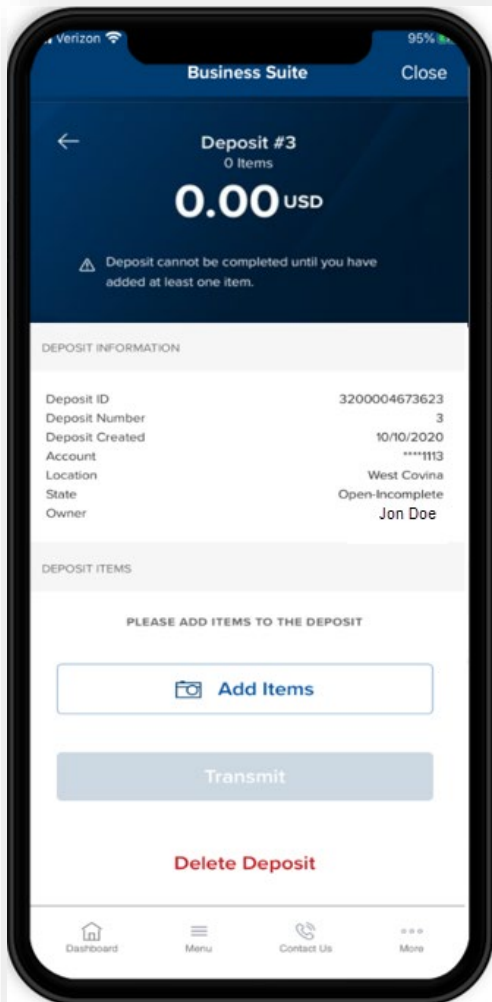 Verizon 95%
Business Suite Close
Deposit #3
0 Items
0.00 USD
Deposit cannot be completed until you have
added at least one item.
DEPOSIT INFORMATION
Deposit ID 3200004673623
Deposit Number 3
Deposit Created 10/10/2020
Account ****1113
Location West Covina
State Open-Incomplete
Owner Jon Doe
DEPOSIT ITEMS
PLEASE ADD ITEMS TO THE DEPOSIT
Add Items
Transmit
Delete Deposit
Dashboard Menu Contact Us More